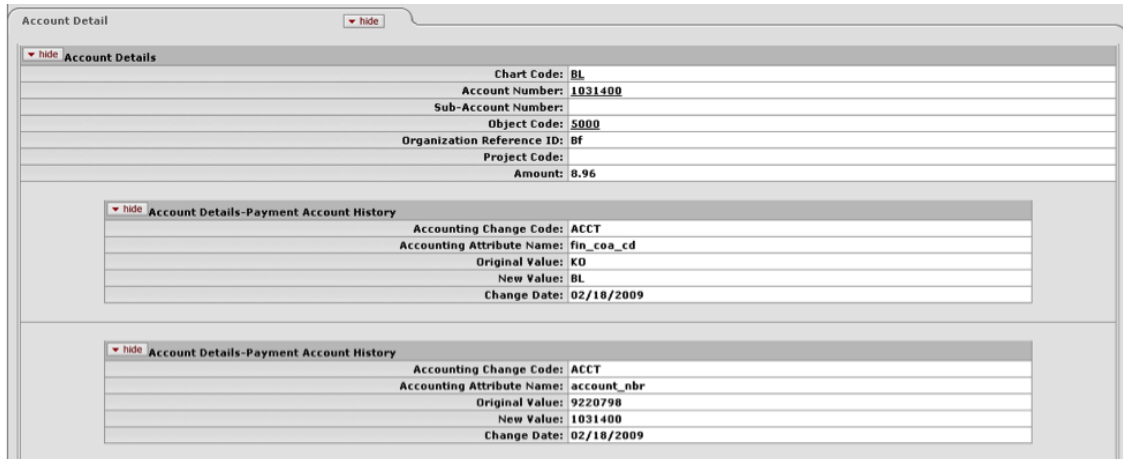 Account Detail hide
hide Account Details
Chart Code: BL
Account Number: 1031400
Sub-Account Number:
Object Code: 5000
Organization Reference ID: Bf
Project Code:
Amount: 8.96
hide Account Details-Payment Account History
Accounting Change Code: ACCT
Accounting Attribute Name: fin_coa_cd
Original Value: KO
New Value: BL
Change Date: 02/18/2009
hide Account Details-Payment Account History
Accounting Change Code: ACCT
Accounting Attribute Name: account_nbr
Original Value: 9220798
New Value: 1031400
Change Date: 02/18/2009